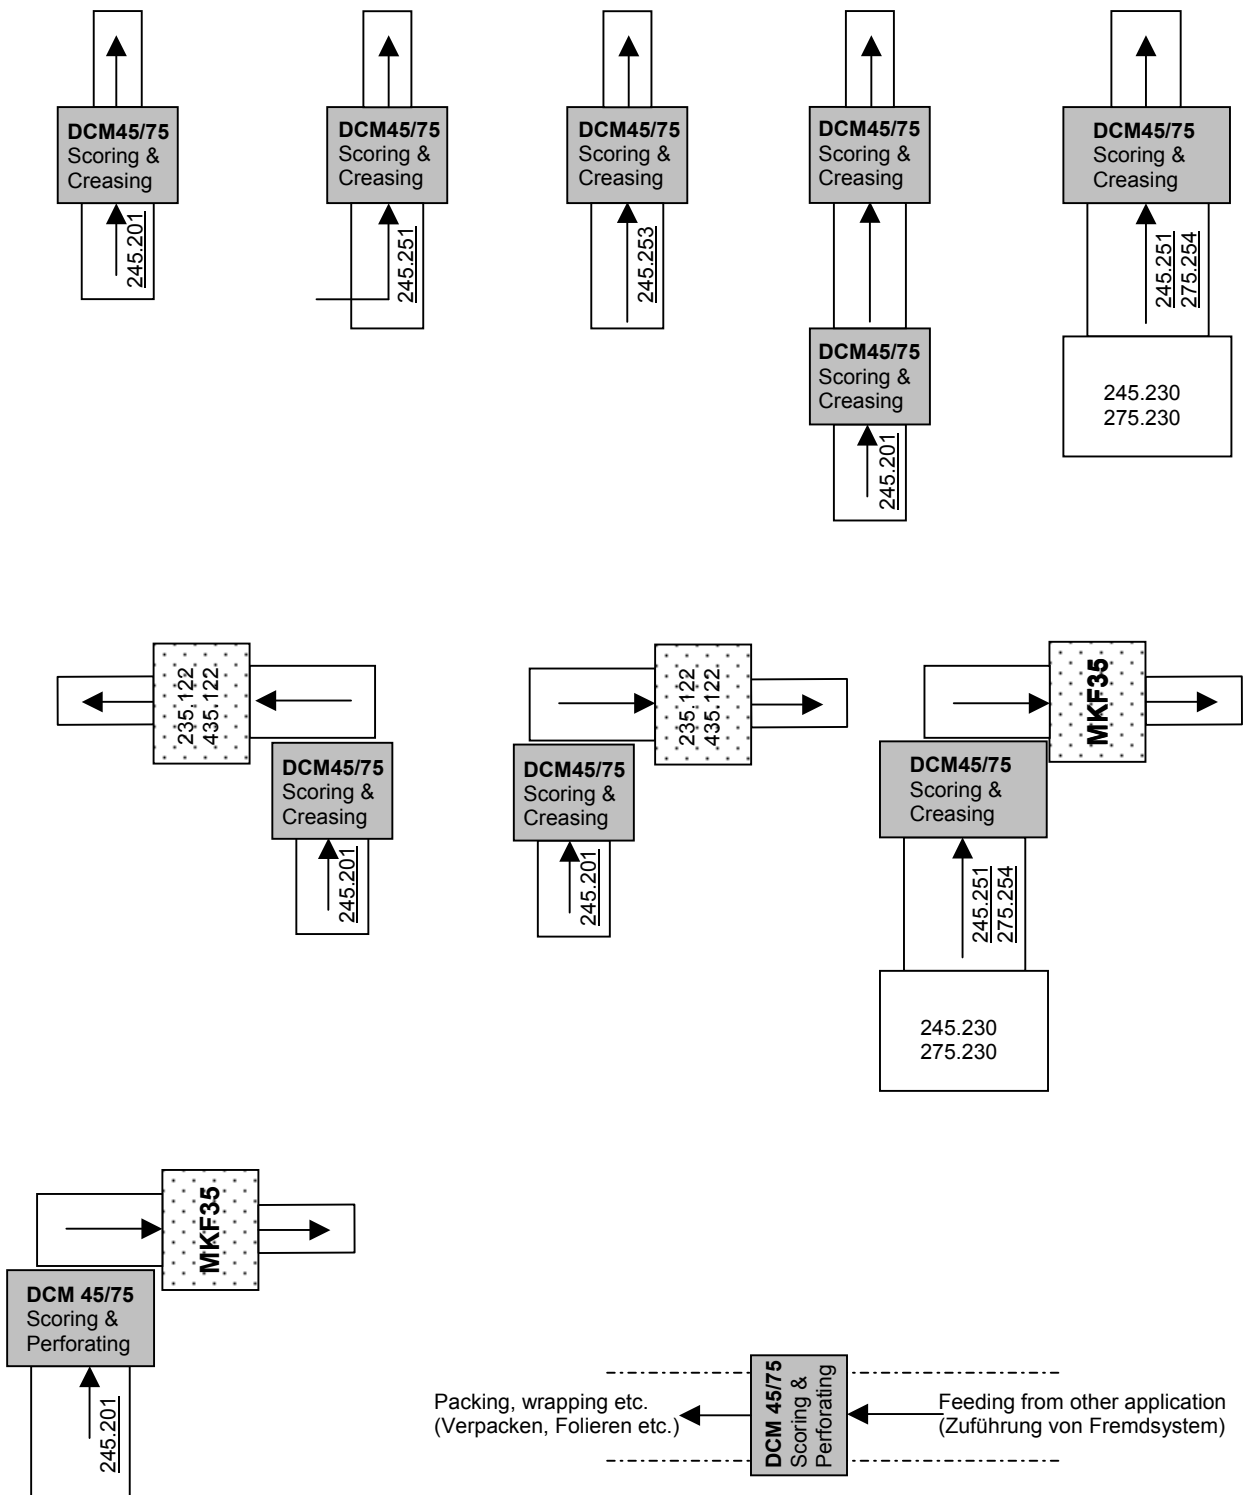 DCM45/75
Scoring &
Creasing
245.201
DCM45/75
Scoring &
Creasing
245.251
DCM45/75
Scoring &
Creasing
245.253
DCM45/75
Scoring &
Creasing
DCM45/75
Scoring &
Creasing
245.201
DCM45/75
Scoring &
Creasing
245.251
275.254
245.230
275.230
235.122
435.122
DCM45/75
Scoring &
Creasing
245.201
235.122
435.122
DCM45/75
Scoring &
Creasing
245.201
MKF35
DCM45/75
Scoring &
Creasing
245.251
275.254
245.230
275.230
MKF35
DCM 45/75
Scoring &
Perforating
245.201
Packing, wrapping etc.
(Verpacken, Folieren etc.)
DCM 45/75
Scoring &
Perforating
Feeding from other application
(Zuführung von Fremdsystem)